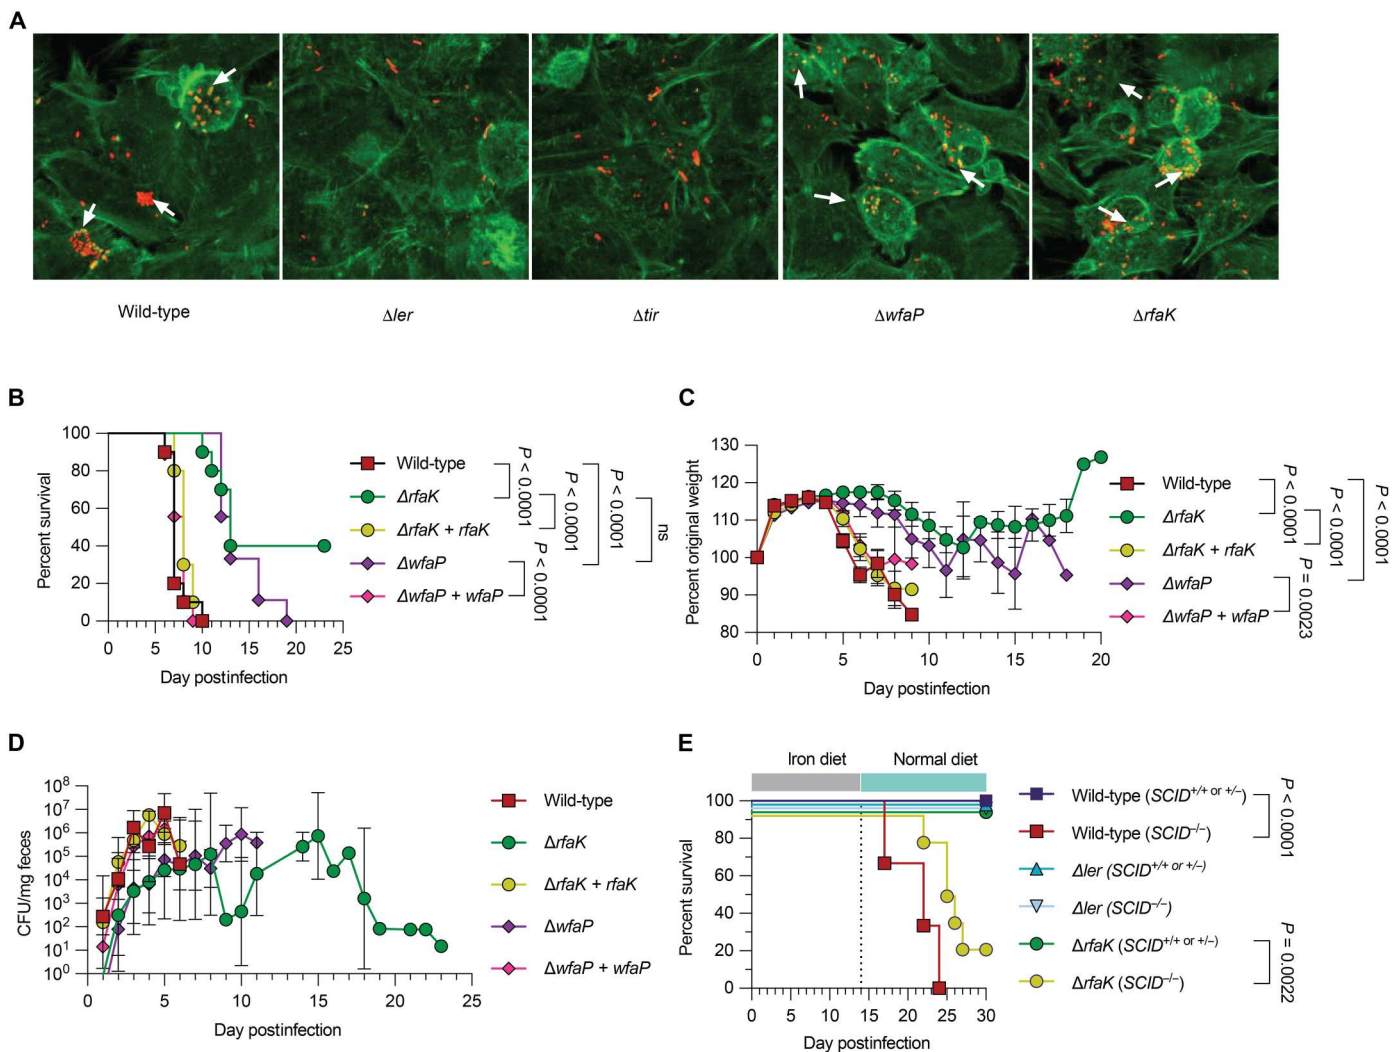 A
Wild-type
Δler
Δtir
ΔwfaP
ΔrfaK
B
Percent survival
100
80
60
40
20
0
0 5 10 15 20 25
Day postinfection
Wild-type
ΔrfaK
ΔrfaK + rfaK
ΔwfaP
ΔwfaP + wfaP
P < 0.0001
P < 0.0001
P < 0.0001
P < 0.0001
ns
C
Percent original weight
130
120
110
100
90
80
0 5 10 15 20
Day postinfection
Wild-type
ΔrfaK
ΔrfaK + rfaK
ΔwfaP
ΔwfaP + wfaP
P < 0.0001
P = 0.0023
P < 0.0001
P < 0.0001
D
CFU/mg feces
10⁸
10⁷
10⁶
10⁵
10⁴
10³
10²
10¹
10⁰
0 5 10 15 20 25
Day postinfection
Wild-type
ΔrfaK
ΔrfaK + rfaK
ΔwfaP
ΔwfaP + wfaP
E
Iron diet Normal diet
Percent survival
100
80
60
40
20
0
0 5 10 15 20 25 30
Day postinfection
Wild-type (SCID+/+ or +/–)
Wild-type (SCID–/–)
Δler (SCID+/+ or +/–)
Δler (SCID–/–)
ΔrfaK (SCID+/+ or +/–)
ΔrfaK (SCID–/–)
P < 0.0001
P = 0.0022